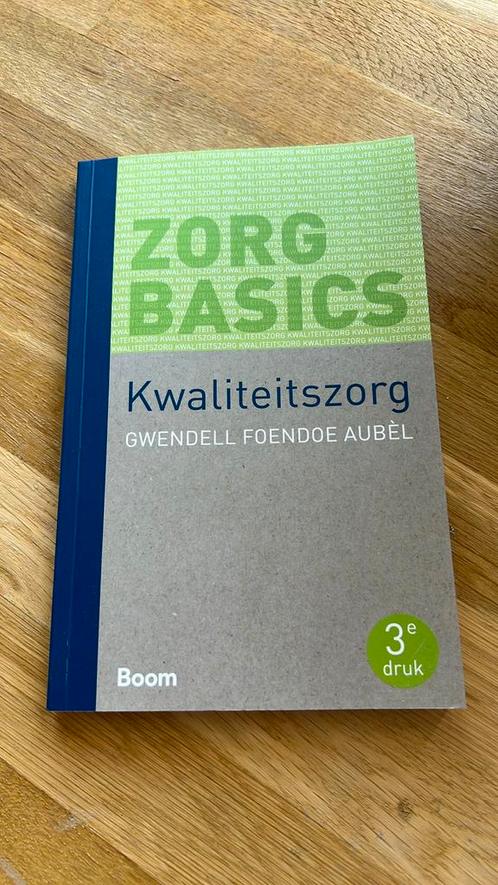 ZORG
BASICS
Kwaliteitszorg
GWENDELL FOENDOE AUBÈL
3e
druk
Boom